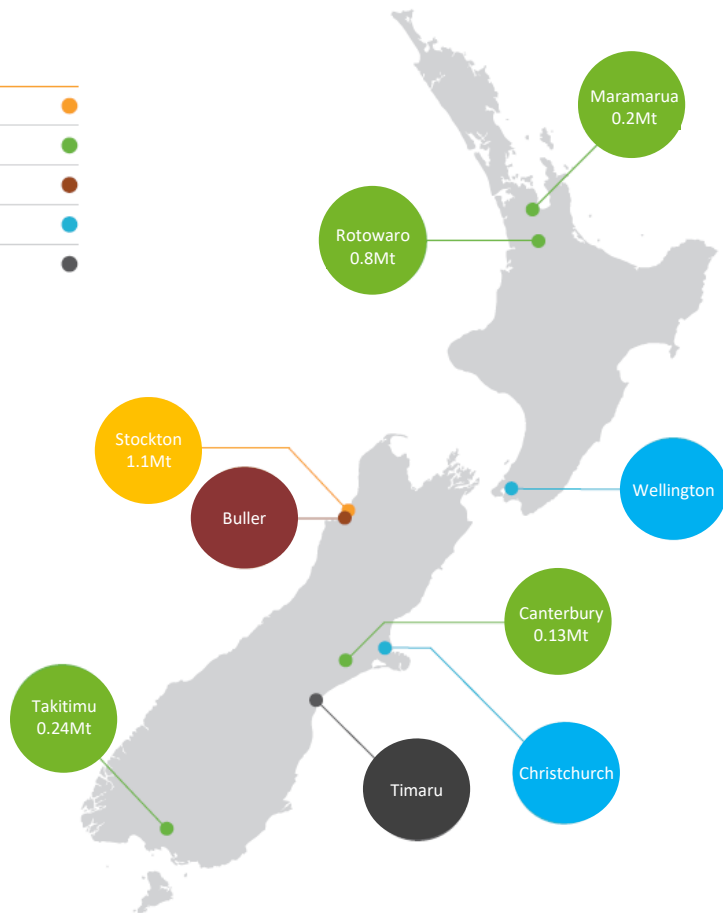 Maramarua
0.2Mt
Rotowaro
0.8Mt
Stockton
1.1Mt
Wellington
Buller
Canterbury
0.13Mt
Takitimu
0.24Mt
Christchurch
Timaru